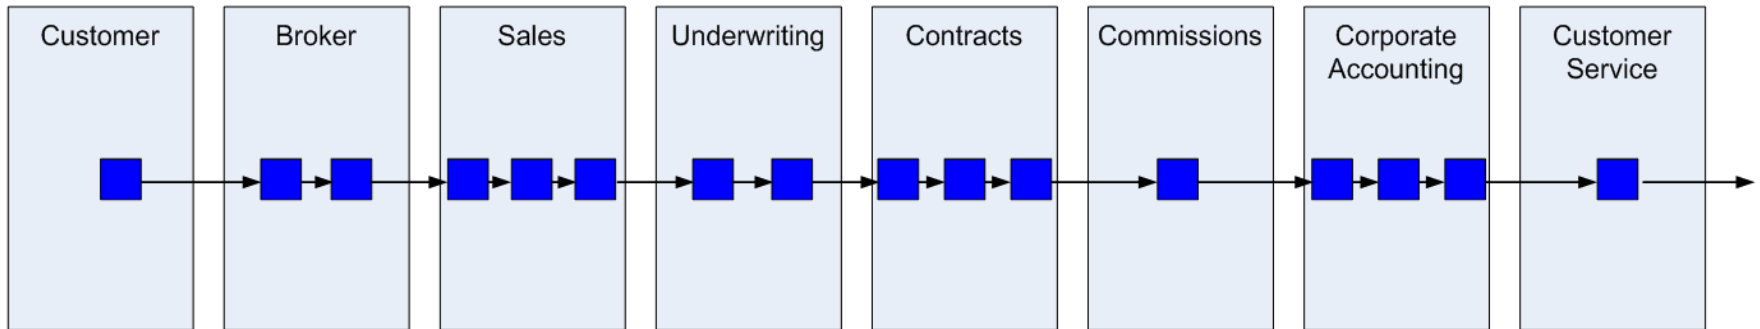 Customer
Broker
Sales
Underwriting
Contracts
Commissions
Corporate
Accounting
Customer
Service